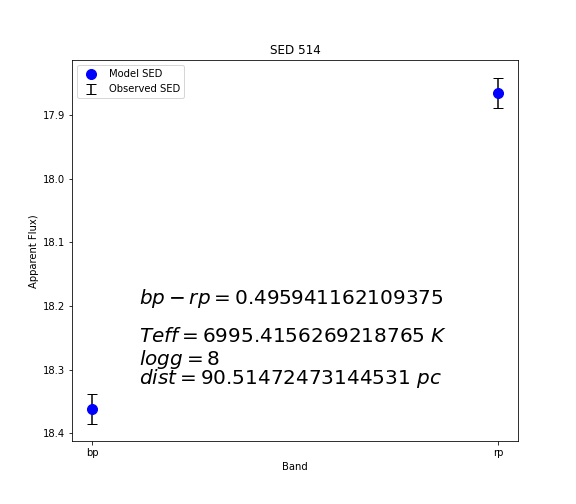 SED 514
Model SED
Observed SED
17.9
18.0
18.1
18.2
18.3
18.4
Apparent Flux)
bp − rp = 0.495941162109375
Teff = 6995.4156269218765 K
logg = 8
dist = 90.51472473144531 pc
bp
rp
Band